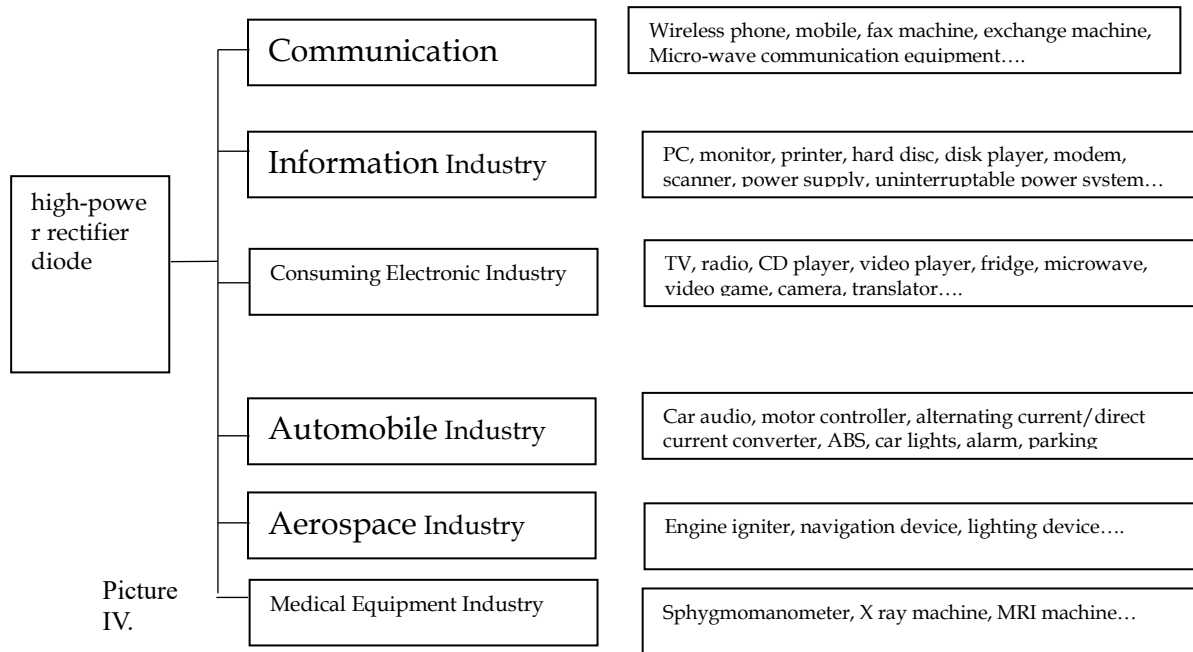 Communication
Wireless phone, mobile, fax machine, exchange machine,
Micro-wave communication equipment….
Information Industry
PC, monitor, printer, hard disc, disk player, modem,
scanner, power supply, uninterruptable power system…
high-powe
r rectifier
diode
Consuming Electronic Industry
TV, radio, CD player, video player, fridge, microwave,
video game, camera, translator….
Automobile Industry
Car audio, motor controller, alternating current/direct
current converter, ABS, car lights, alarm, parking
Aerospace Industry
Engine igniter, navigation device, lighting device….
Picture
IV.
Medical Equipment Industry
Sphygmomanometer, X ray machine, MRI machine…